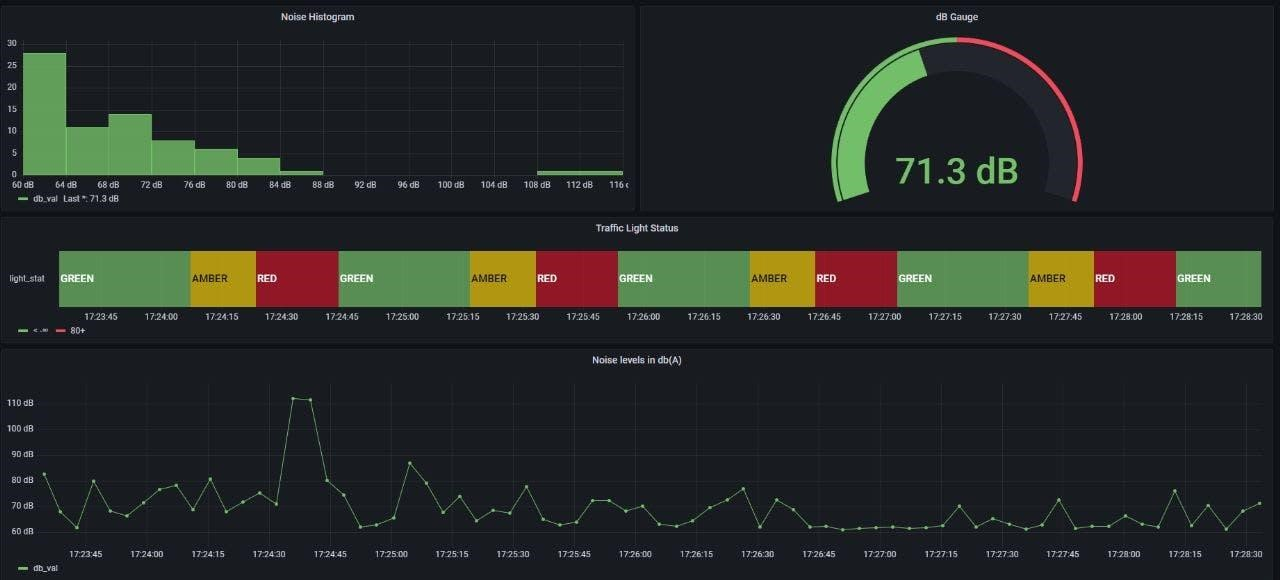 Noise Histogram
30
25
20
15
10
5
0
60 dB 64 dB 68 dB 72 dB 76 dB 80 dB 84 dB 88 dB 92 dB 96 dB 100 dB 104 dB 108 dB 112 dB 116 d
db_val Last *: 71.3 dB
dB Gauge
71.3 dB
Traffic Light Status
light_stat
GREEN AMBER RED GREEN AMBER RED GREEN AMBER RED GREEN AMBER RED GREEN
17:23:45 17:24:00 17:24:15 17:24:30 17:24:45 17:25:00 17:25:15 17:25:30 17:25:45 17:26:00 17:26:15 17:26:30 17:26:45 17:27:00 17:27:15 17:27:30 17:27:45 17:28:00 17:28:15 17:28:30
< -∞ 80+
Noise levels in db(A)
110 dB
100 dB
90 dB
80 dB
70 dB
60 dB
17:23:45 17:24:00 17:24:15 17:24:30 17:24:45 17:25:00 17:25:15 17:25:30 17:25:45 17:26:00 17:26:15 17:26:30 17:26:45 17:27:00 17:27:15 17:27:30 17:27:45 17:28:00 17:28:15 17:28:30
db_val